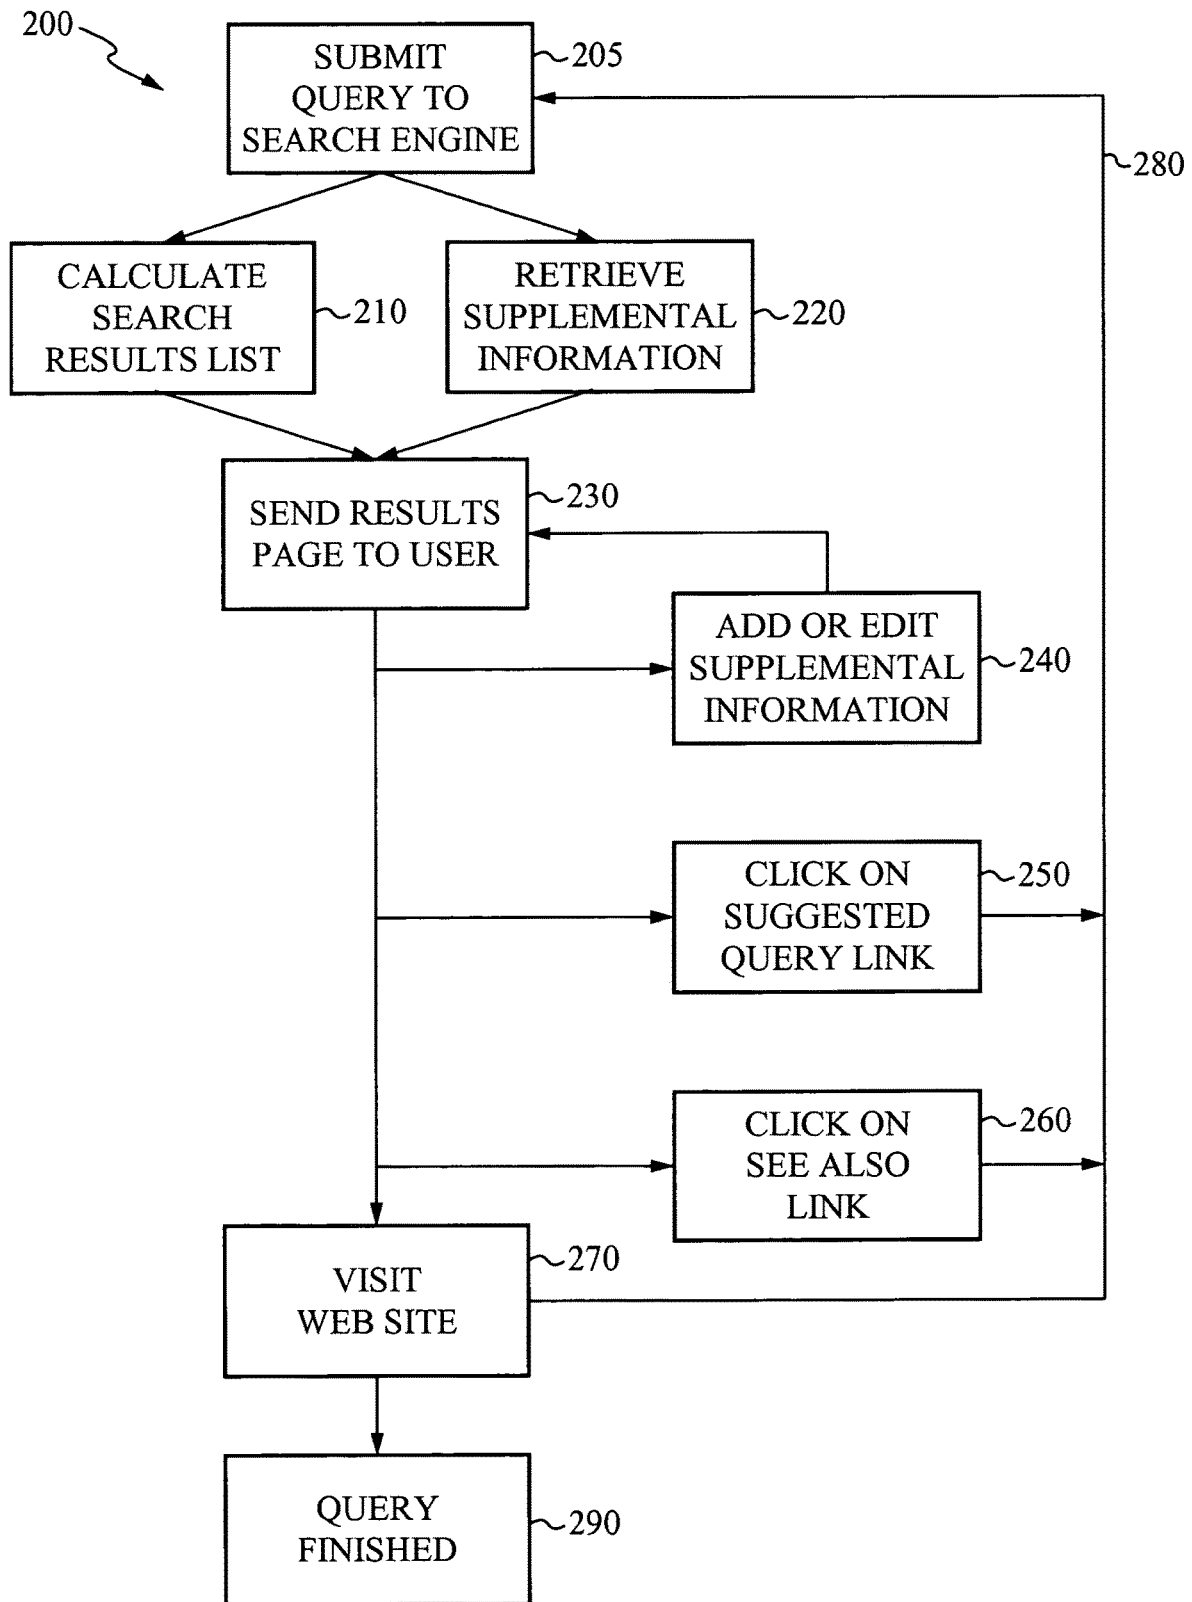 200
SUBMIT
QUERY TO
SEARCH ENGINE
205
280
CALCULATE
SEARCH
RESULTS LIST
210
RETRIEVE
SUPPLEMENTAL
INFORMATION
220
SEND RESULTS
PAGE TO USER
230
ADD OR EDIT
SUPPLEMENTAL
INFORMATION
240
CLICK ON
SUGGESTED
QUERY LINK
250
CLICK ON
SEE ALSO
LINK
260
VISIT
WEB SITE
270
QUERY
FINISHED
290